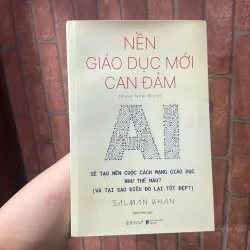 NỀN
GIÁO DỤC MỚI
CAN ĐẢM
Brave New Words
AI
SẼ TẠO NÊN CUỘC CÁCH MẠNG GIÁO DỤC
NHƯ THẾ NÀO?
(VÀ TẠI SAO ĐIỀU ĐÓ LẠI TỐT ĐẸP)
SALMAN KHAN